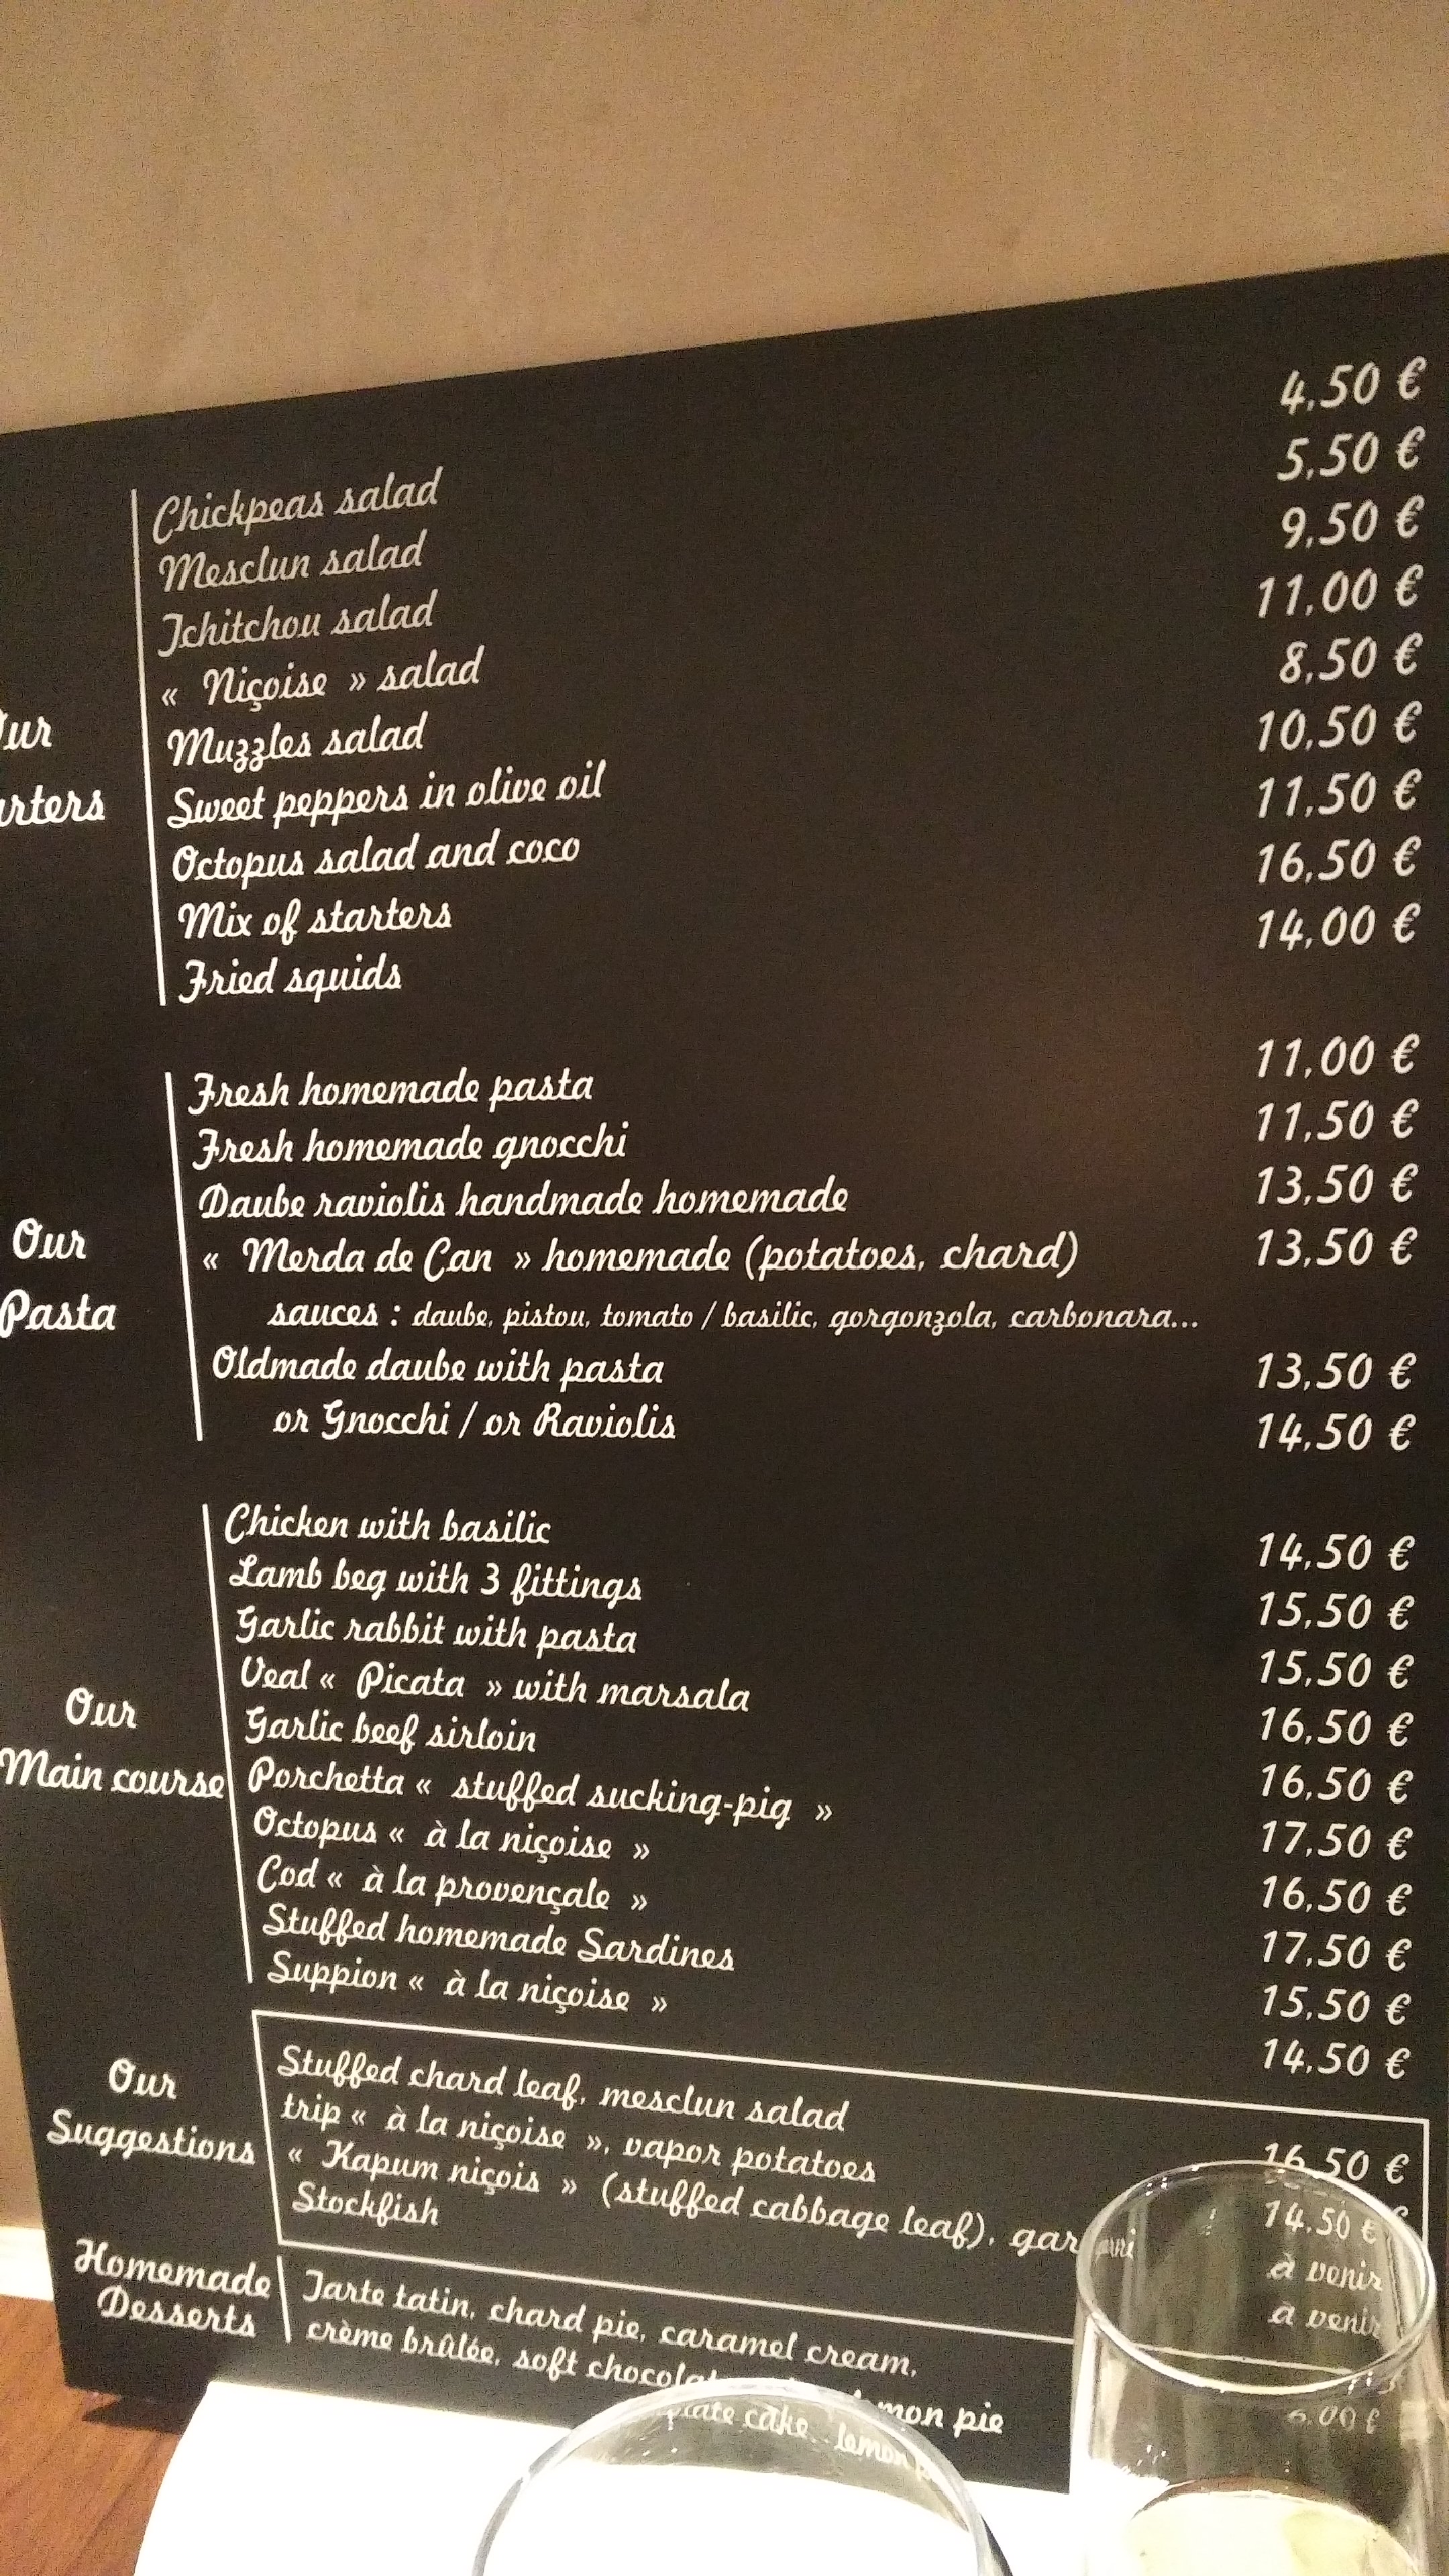 Our
Starters
Chickpeas salad 4,50 €
Mesclun salad 5,50 €
Tchitchou salad 9,50 €
« Niçoise » salad 11,00 €
Muzzles salad 8,50 €
Sweet peppers in olive oil 10,50 €
Octopus salad and coco 11,50 €
Mix of starters 16,50 €
Fried squids 14,00 €
Our
Pasta
Fresh homemade pasta 11,00 €
Fresh homemade gnocchi 11,50 €
Daube raviolis handmade homemade 13,50 €
« Merda de Can » homemade (potatoes, chard) 13,50 €
sauces : daube, pistou, tomato / basilic, gorgonzola, carbonara...
Oldmade daube with pasta 13,50 €
or Gnocchi / or Raviolis 14,50 €
Our
Main course
Chicken with basilic 14,50 €
Lamb beg with 3 fittings 15,50 €
Garlic rabbit with pasta 15,50 €
Veal « Picata » with marsala 16,50 €
Garlic beef sirloin 16,50 €
Porchetta « stuffed sucking-pig » 17,50 €
Octopus « à la niçoise » 16,50 €
Cod « à la provençale » 17,50 €
Stuffed homemade Sardines 15,50 €
Suppion « à la niçoise » 14,50 €
Our
Suggestions
Stuffed chard leaf, mesclun salad 16,50 €
trip « à la niçoise », vapor potatoes 14,50 €
« Kapum niçois » (stuffed cabbage leaf), à venir
Stockfish à venir
Homemade
Desserts
Tarte tatin, chard pie, caramel cream,
crème brûlée, soft chocolate cake, lemon pie 6,00 €